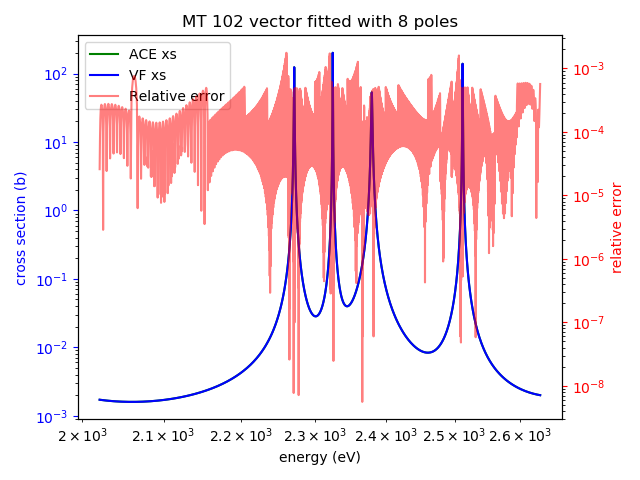 MT 102 vector fitted with 8 poles
ACE xs
VF xs
Relative error
10² 
10¹
10⁰
10⁻¹
10⁻²
10⁻³
cross section (b)
10⁻³
10⁻⁴
10⁻⁵
10⁻⁶
10⁻⁷
10⁻⁸
relative error
2 × 10³ 2.1 × 10³ 2.2 × 10³ 2.3 × 10³ 2.4 × 10³ 2.5 × 10³ 2.6 × 10³
energy (eV)